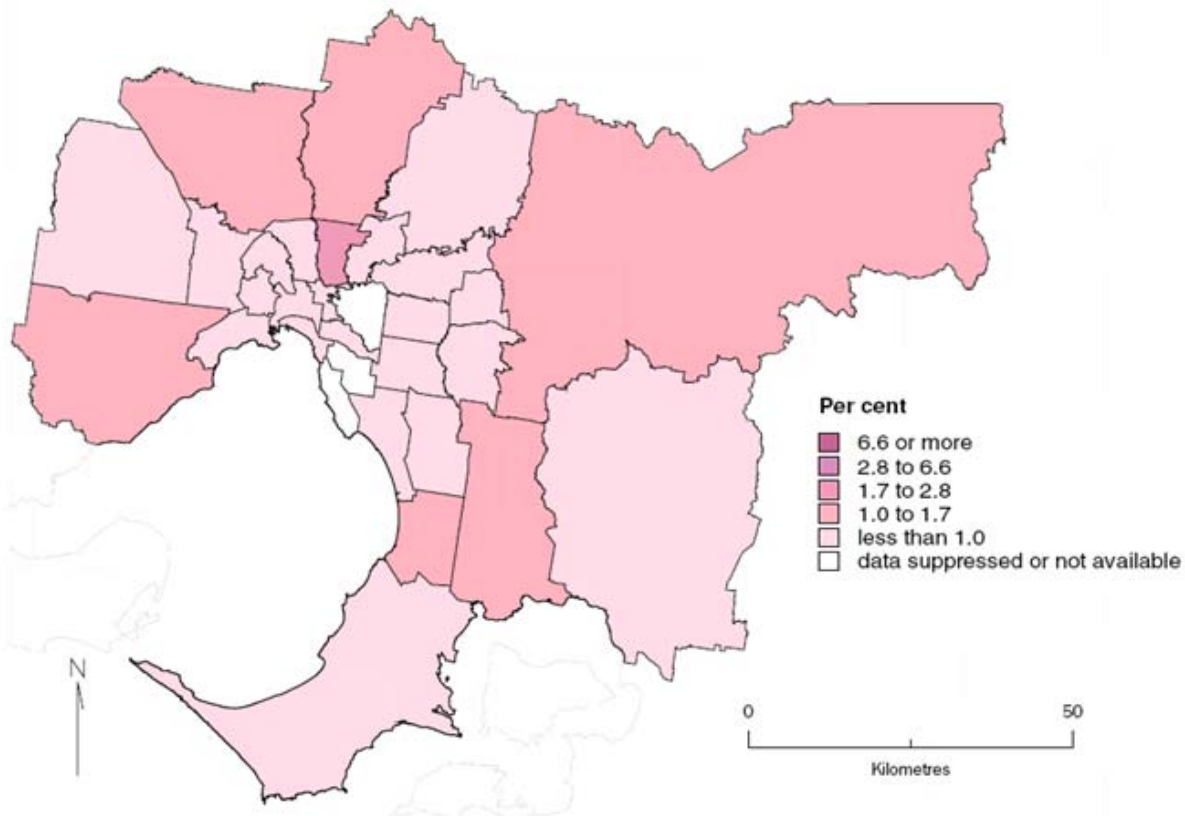 Per cent
6.6 or more
2.8 to 6.6
1.7 to 2.8
1.0 to 1.7
less than 1.0
data suppressed or not available
N
0 50
Kilometres